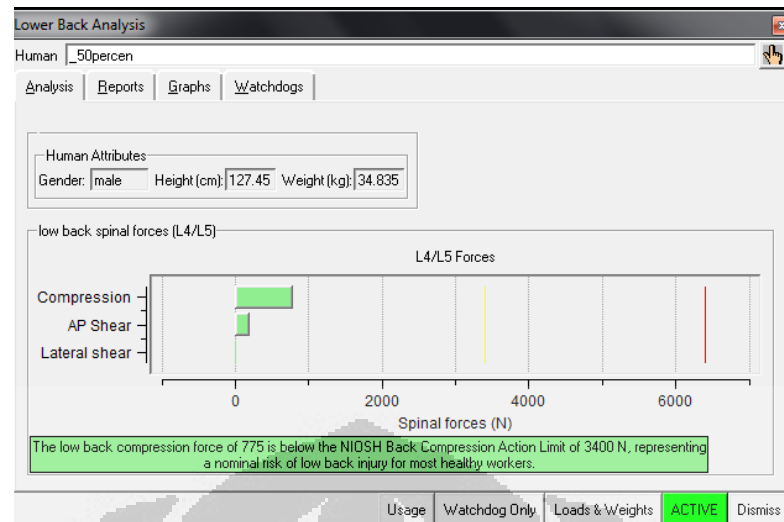 Lower Back Analysis
Human _50percen
Analysis Reports Graphs Watchdogs
Human Attributes
Gender: male Height (cm): 127.45 Weight (kg): 34.835
low back spinal forces (L4/L5)
L4/L5 Forces
Compression
AP Shear
Lateral shear
0 2000 4000 6000
Spinal forces (N)
The low back compression force of 775 is below the NIOSH Back Compression Action Limit of 3400 N, representing
a nominal risk of low back injury for most healthy workers.
Usage Watchdog Only Loads & Weights ACTIVE Dismiss